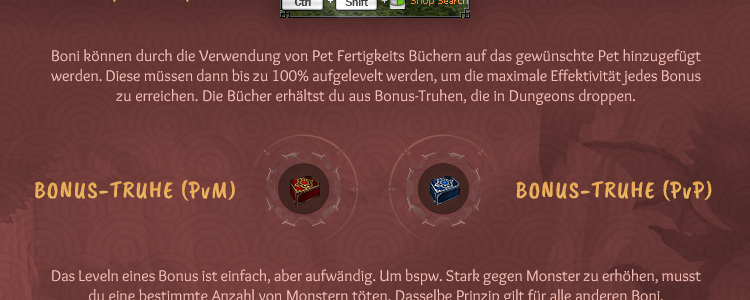 Ctrl + Shift + Shop Search
Boni können durch die Verwendung von Pet Fertigkeits Büchern auf das gewünschte Pet hinzugefügt
werden. Diese müssen dann bis zu 100% aufgelevelt werden, um die maximale Effektivität jedes Bonus
zu erreichen. Die Bücher erhältst du aus Bonus-Truhen, die in Dungeons droppen.
BONUS-TRUHE (PvM)
BONUS-TRUHE (PvP)
Das Leveln eines Bonus ist einfach, aber aufwändig. Um bspw. Stark gegen Monster zu erhöhen, musst
du eine bestimmte Anzahl von Monstern töten. Dasselbe Prinzip gilt für alle anderen Boni.